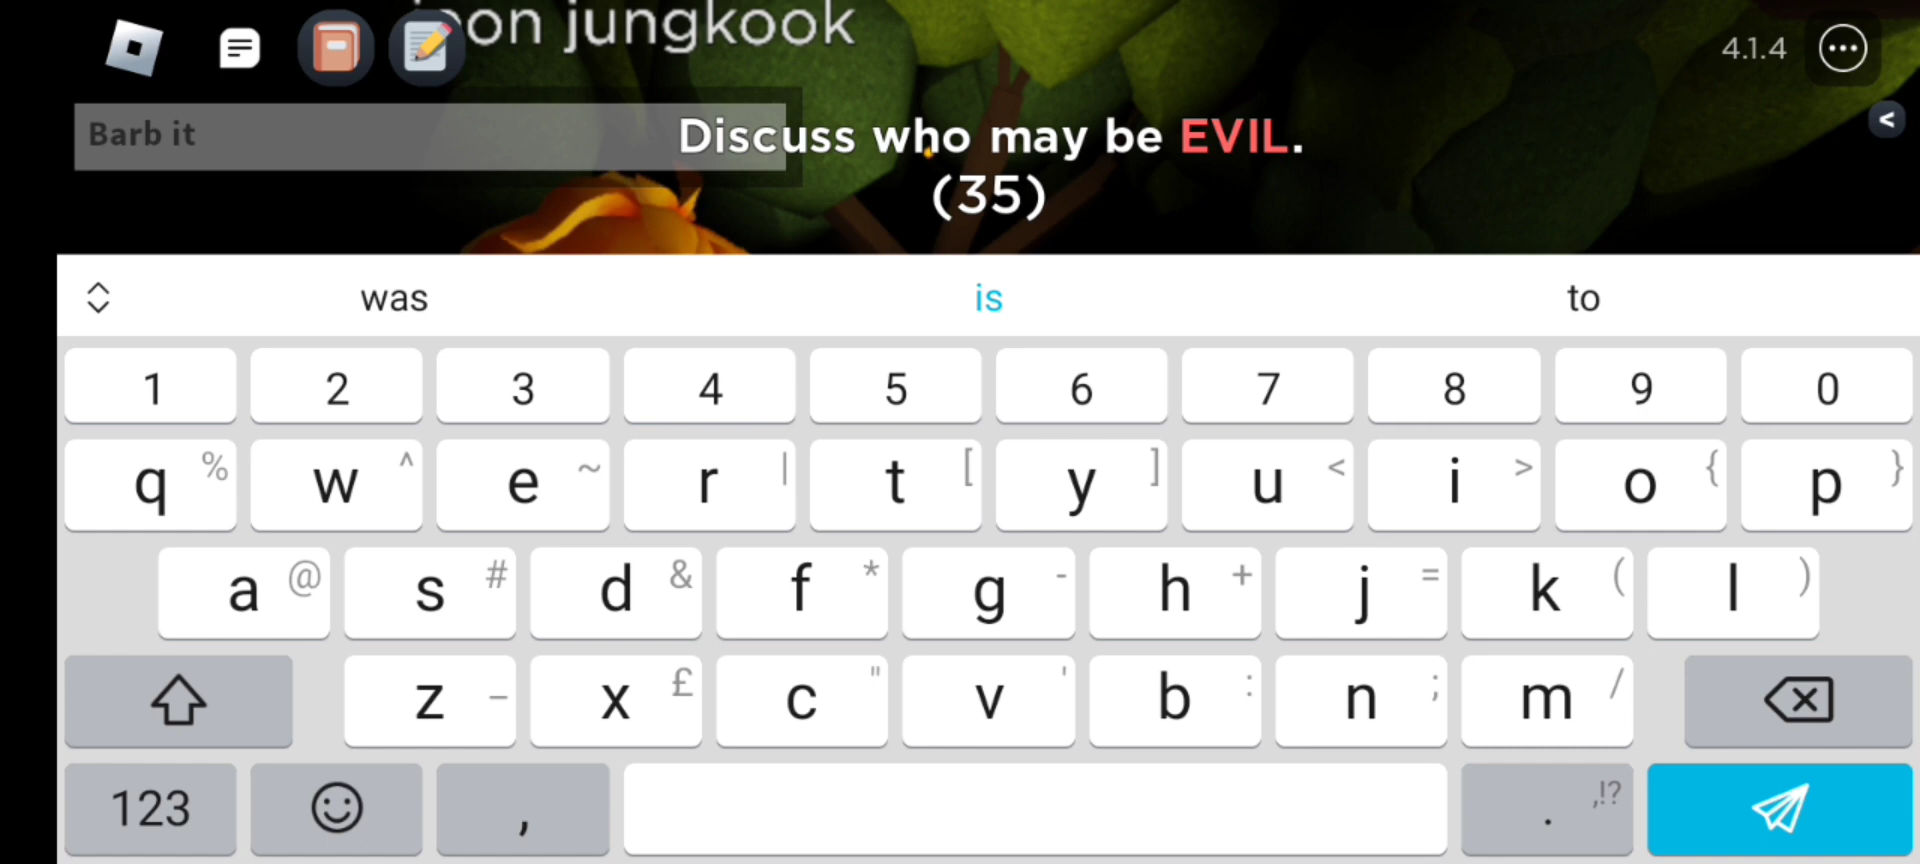 jungkook
4.1.4
Barb it
Discuss who may be EVIL.
(35)
was is to
1 2 3 4 5 6 7 8 9 0
q % w ^ e ~ r | t [ y ] u < i > o { p }
a @ s # d & f * g - h + j = k ( l )
z _ x £ c " v ' b : n ; m /
123 , . ,!?